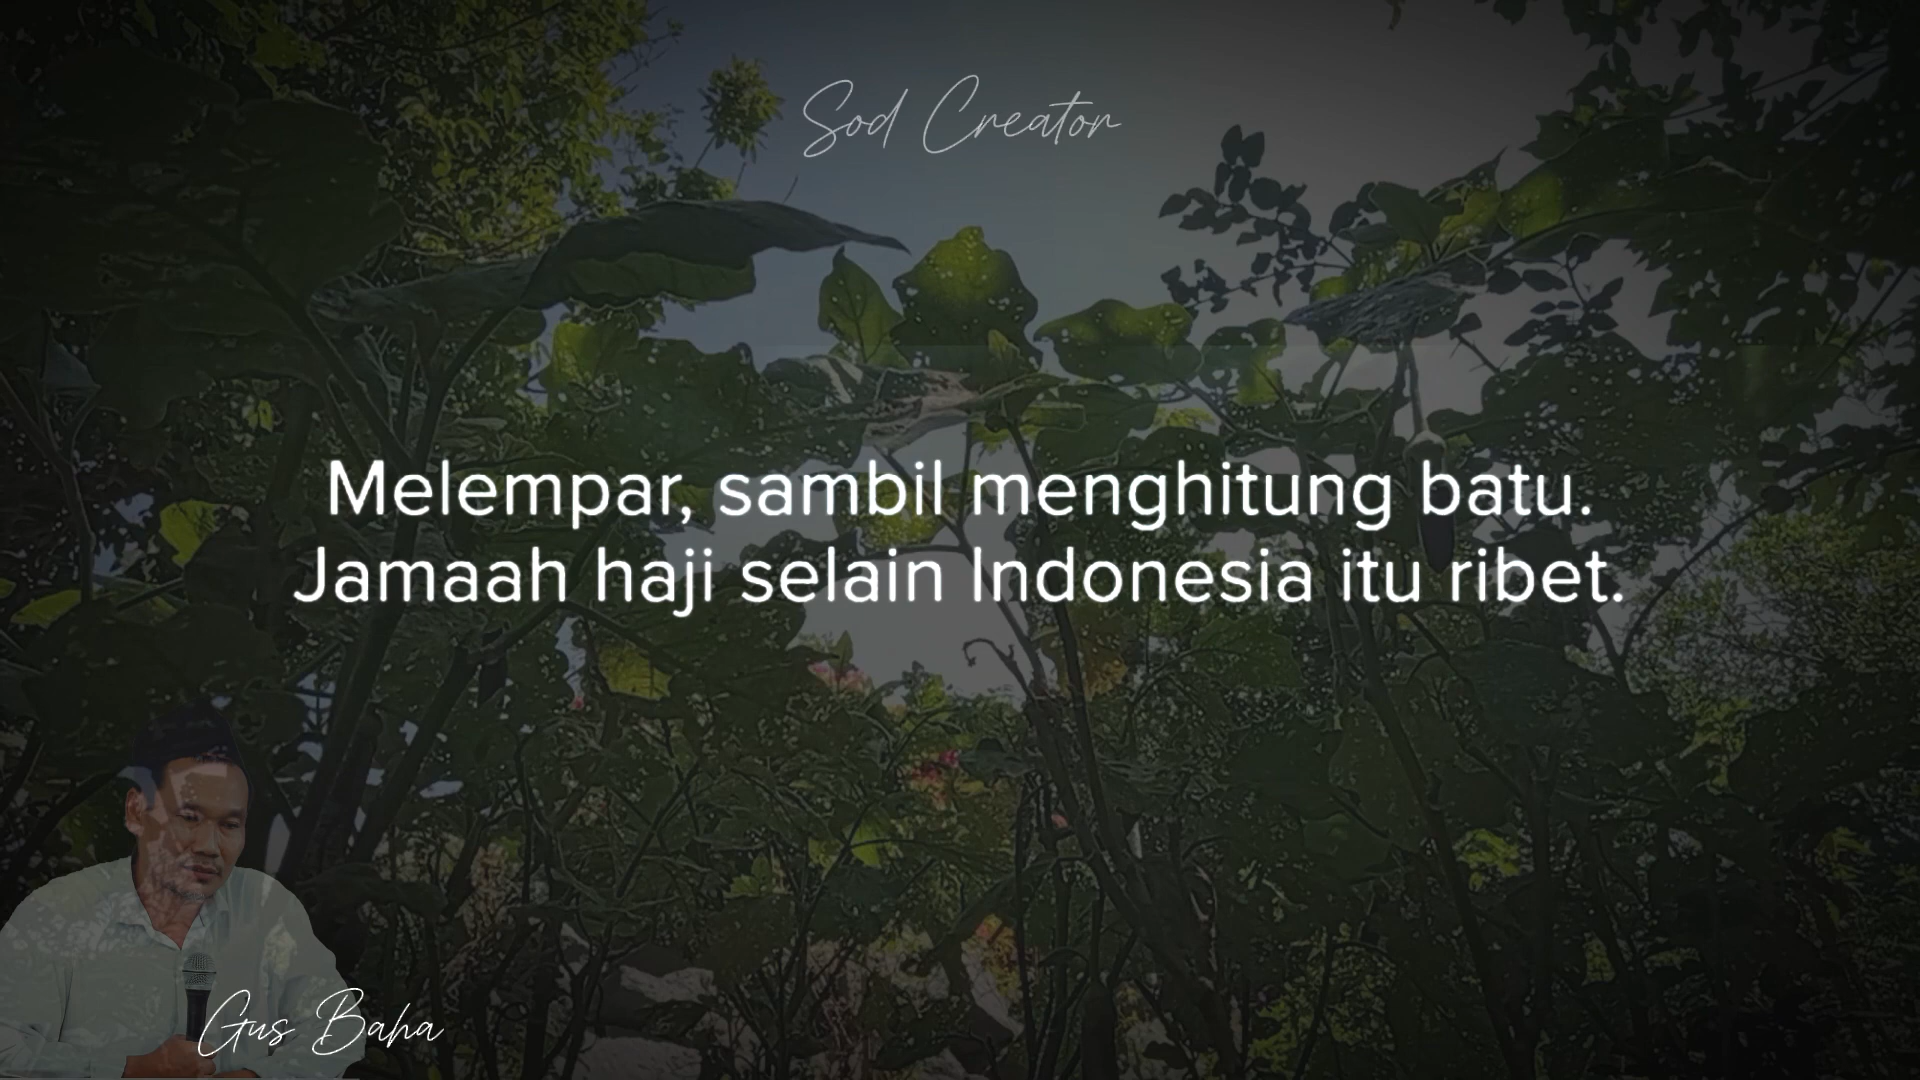 Sod Creator
Melempar, sambil menghitung batu.
Jamaah haji selain Indonesia itu ribet.
Gus Baha